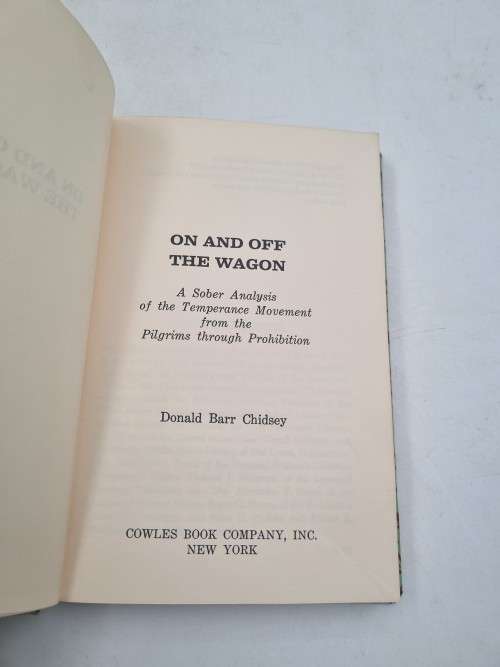 ON AND OFF
THE WAGON
A Sober Analysis
of the Temperance Movement
from the
Pilgrims through Prohibition
Donald Barr Chidsey
COWLES BOOK COMPANY, INC.
NEW YORK